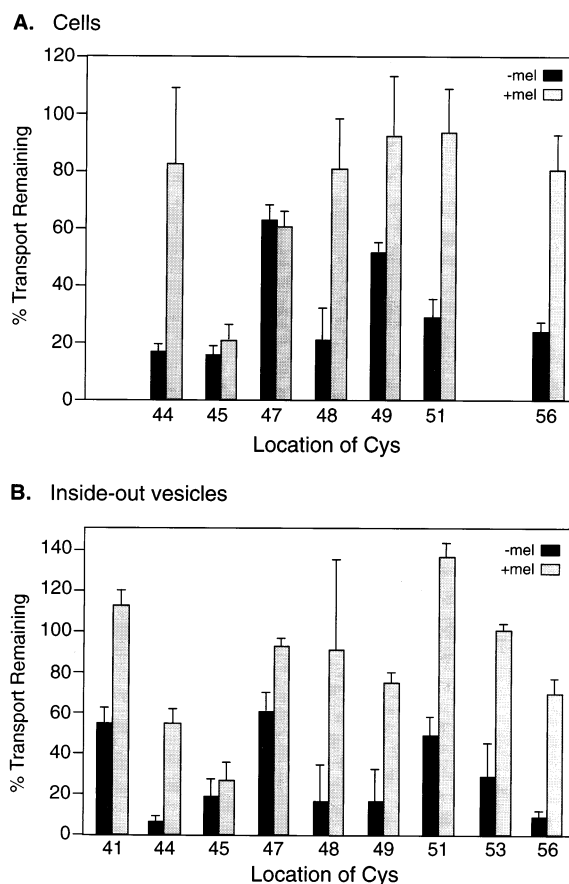 A. Cells
% Transport Remaining
120
100
80
60
40
20
0
-mel
+mel
44 45 47 48 49 51 56
Location of Cys
B. Inside-out vesicles
% Transport Remaining
140
120
100
80
60
40
20
0
-mel
+mel
41 44 45 47 48 49 51 53 56
Location of Cys